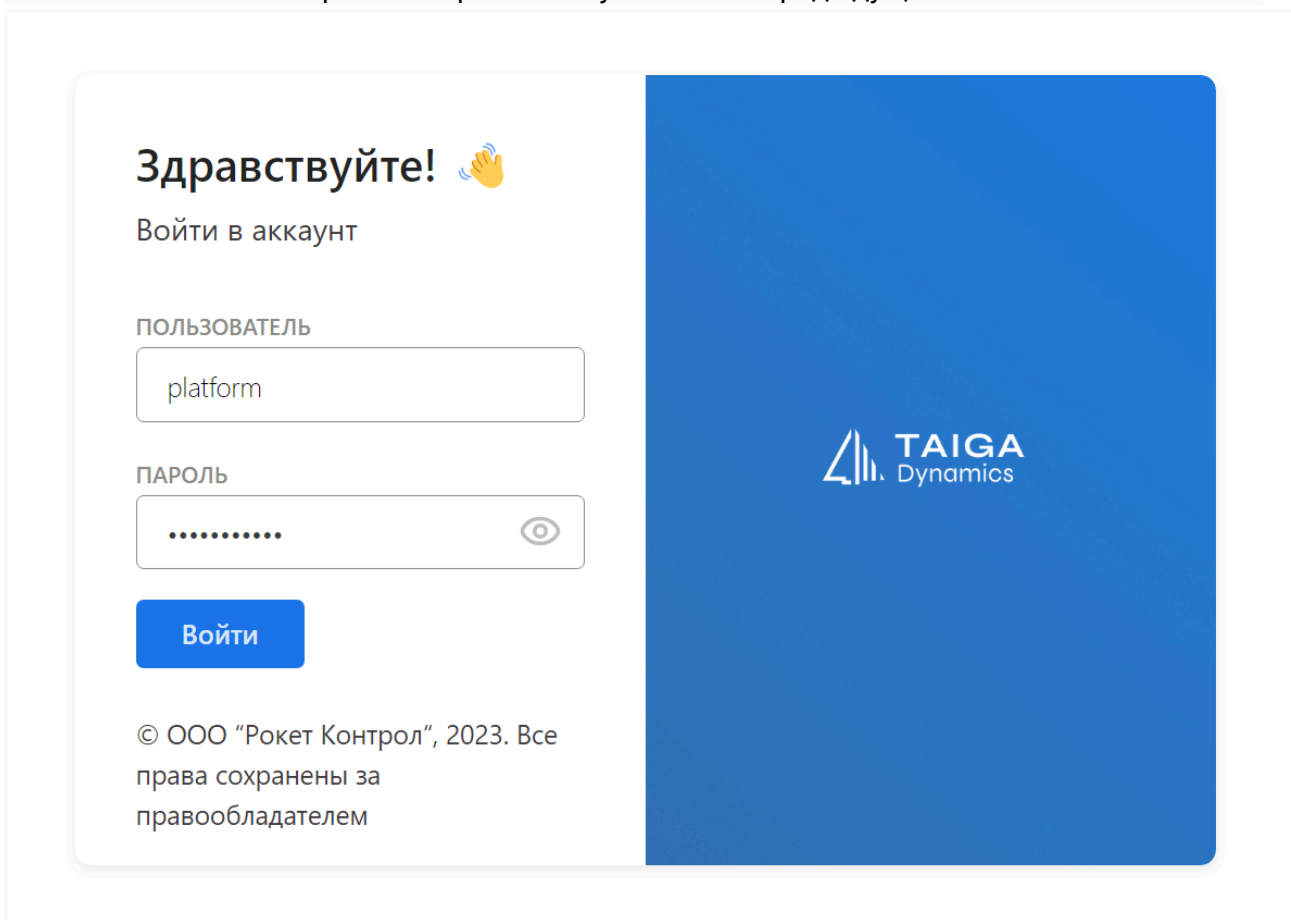 Здравствуйте! 👋
Войти в аккаунт
ПОЛЬЗОВАТЕЛЬ
platform
ПАРОЛЬ
•••••••••••
Войти
© ООО “Рокет Контрол“, 2023. Все
права сохранены за
правообладателем
TAIGA
Dynamics